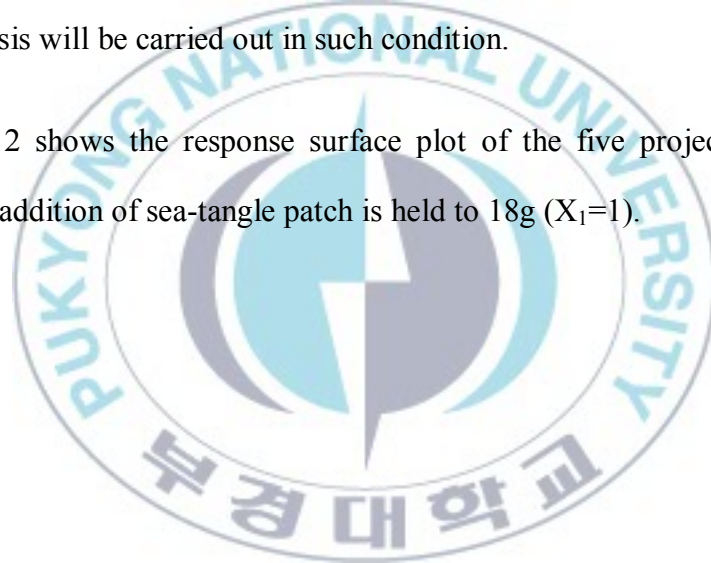 sis will be carried out in such condition.
2 shows the response surface plot of the five projec
addition of sea-tangle patch is held to 18g (X₁=1).
PUKYONG NATIONAL UNIVERSITY
부경대학교